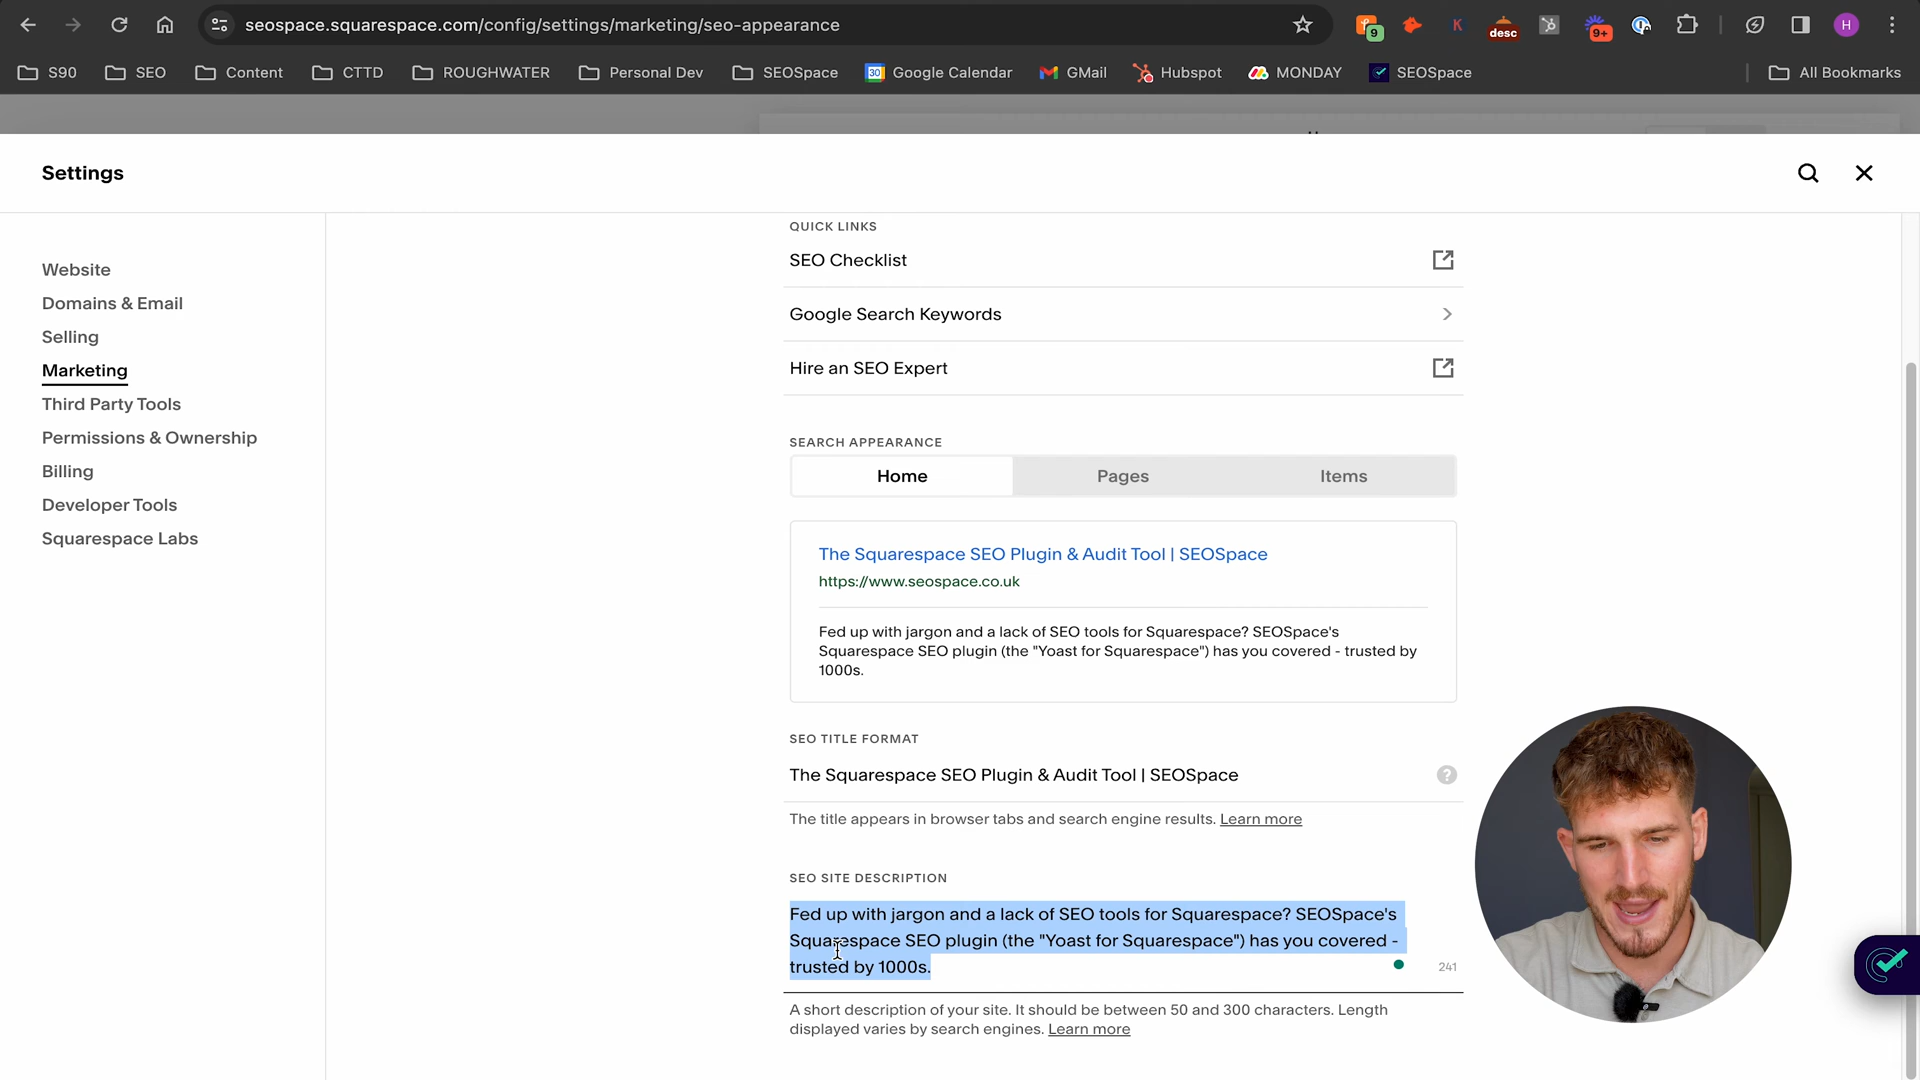 seospace.squarespace.com/config/settings/marketing/seo-appearance
9
K
desc
9+
H
S90
SEO
Content
CTTD
ROUGHWATER
Personal Dev
SEOSpace
30
Google Calendar
GMail
Hubspot
MONDAY
SEOSpace
All Bookmarks
Settings
Website
Domains & Email
Selling
Marketing
Third Party Tools
Permissions & Ownership
Billing
Developer Tools
Squarespace Labs
QUICK LINKS
SEO Checklist
Google Search Keywords
Hire an SEO Expert
SEARCH APPEARANCE
Home
Pages
Items
The Squarespace SEO Plugin & Audit Tool | SEOSpace
https://www.seospace.co.uk
Fed up with jargon and a lack of SEO tools for Squarespace? SEOSpace's
Squarespace SEO plugin (the "Yoast for Squarespace") has you covered - trusted by
1000s.
SEO TITLE FORMAT
The Squarespace SEO Plugin & Audit Tool | SEOSpace
?
The title appears in browser tabs and search engine results. Learn more
SEO SITE DESCRIPTION
Fed up with jargon and a lack of SEO tools for Squarespace? SEOSpace's
Squarespace SEO plugin (the "Yoast for Squarespace") has you covered -
trusted by 1000s.
241
A short description of your site. It should be between 50 and 300 characters. Length
displayed varies by search engines. Learn more